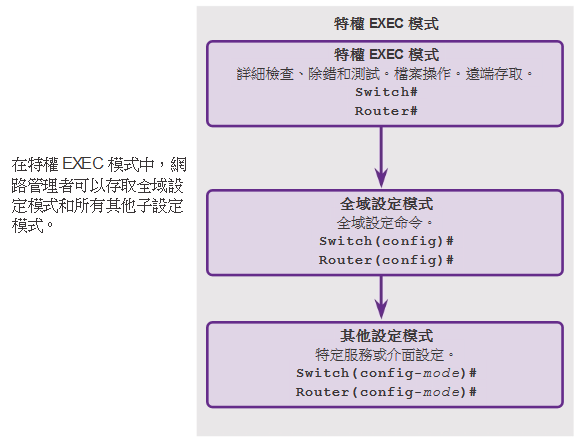 在特權 EXEC 模式中，網
路管理者可以存取全域設
定模式和所有其他子設定
模式。
特權 EXEC 模式
特權 EXEC 模式
詳細檢查、除錯和測試。檔案操作。遠端存取。
Switch#
Router#
全域設定模式
全域設定命令。
Switch(config)#
Router(config)#
其他設定模式
特定服務或介面設定。
Switch(config-mode)#
Router(config-mode)#